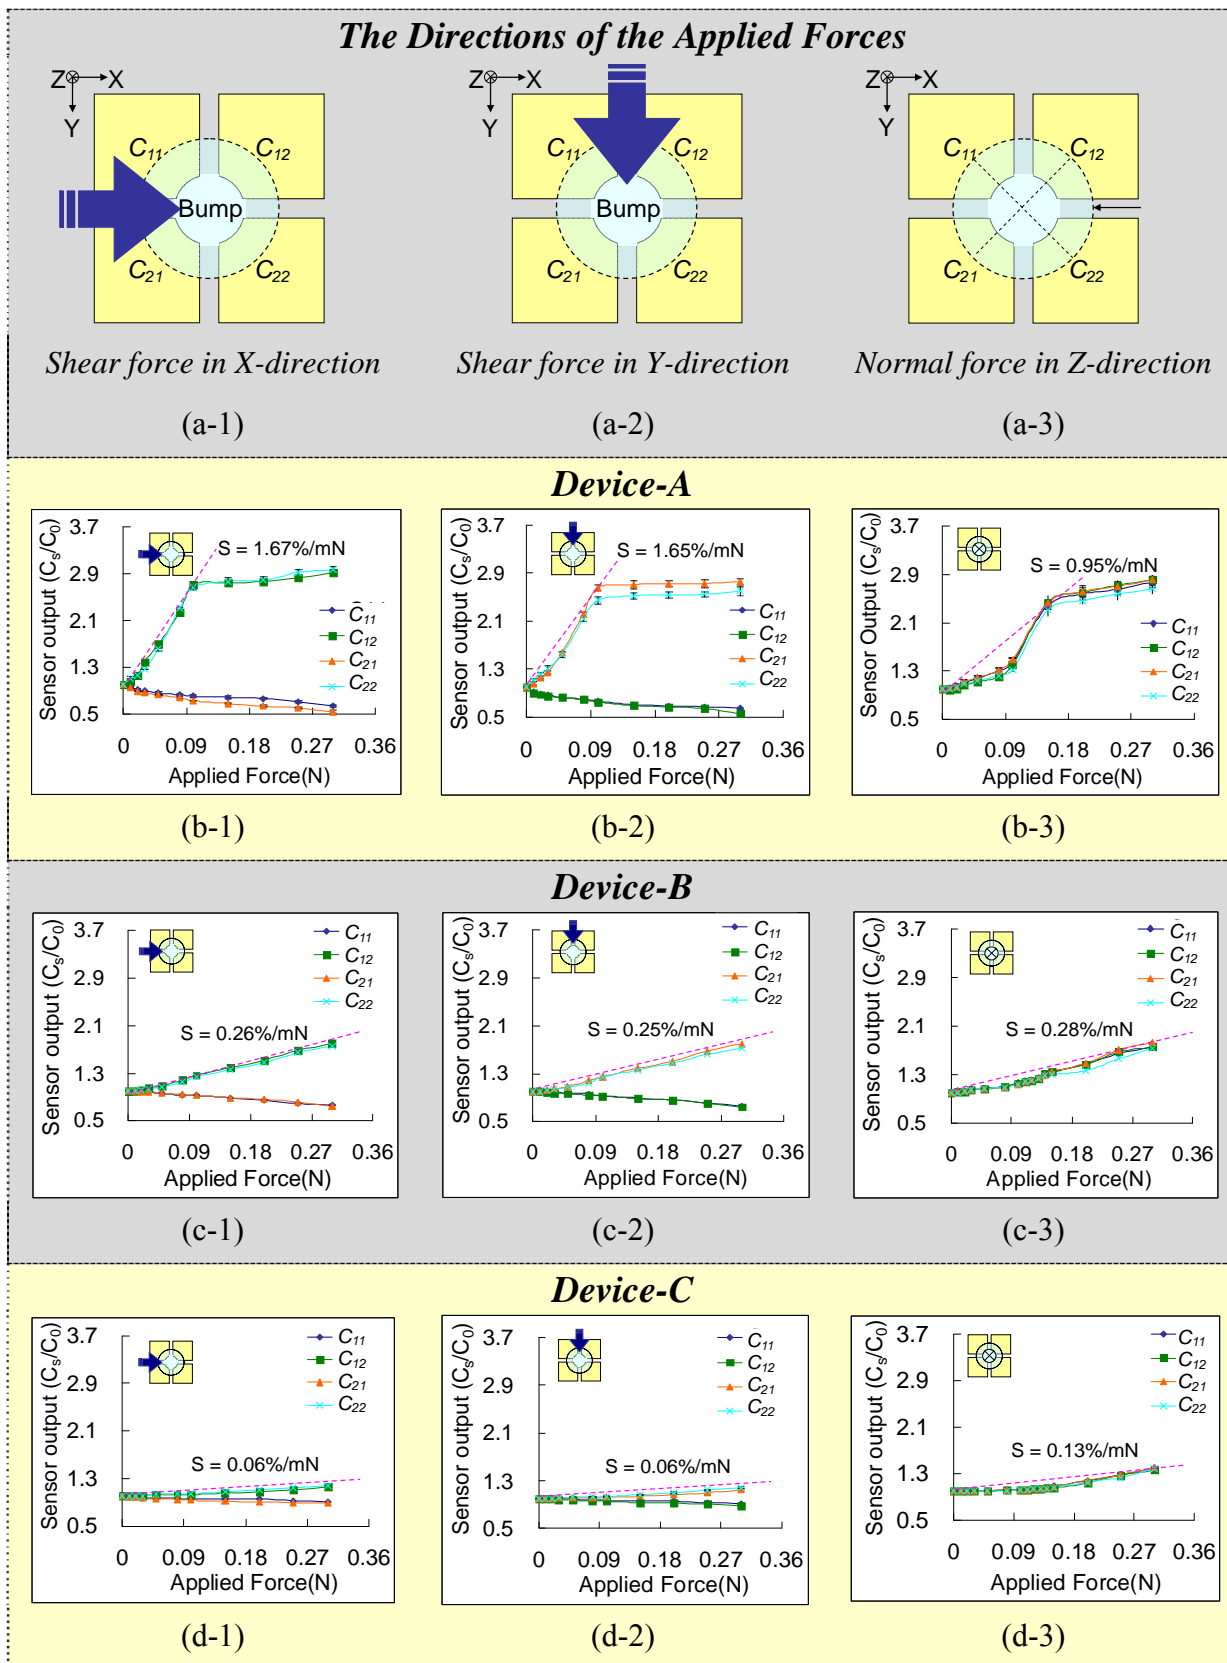 The Directions of the Applied Forces
Z X
Y
C11 C12
Bump
C21 C22
Shear force in X-direction
(a-1)
Z X
Y
C11 C12
Bump
C21 C22
Shear force in Y-direction
(a-2)
Z X
Y
C11 C12
C21 C22
Normal force in Z-direction
(a-3)
Device-A
Sensor output (Cs/C0)
3.7
2.9
2.1
1.3
0.5
S = 1.67%/mN
C11
C12
C21
C22
0 0.09 0.18 0.27 0.36
Applied Force(N)
(b-1)
Sensor output (Cs/C0)
3.7
2.9
2.1
1.3
0.5
S = 1.65%/mN
C11
C12
C21
C22
0 0.09 0.18 0.27 0.36
Applied Force(N)
(b-2)
Sensor Output (Cs/C0)
3.7
2.9
2.1
1.3
0.5
S = 0.95%/mN
C11
C12
C21
C22
0 0.09 0.18 0.27 0.36
Applied Force(N)
(b-3)
Device-B
Sensor output (Cs/C0)
3.7
2.9
2.1
1.3
0.5
C11
C12
C21
C22
S = 0.26%/mN
0 0.09 0.18 0.27 0.36
Applied Force(N)
(c-1)
Sensor output (Cs/C0)
3.7
2.9
2.1
1.3
0.5
C11
C12
C21
C22
S = 0.25%/mN
0 0.09 0.18 0.27 0.36
Applied Force(N)
(c-2)
Sensor output (Cs/C0)
3.7
2.9
2.1
1.3
0.5
C11
C12
C21
C22
S = 0.28%/mN
0 0.09 0.18 0.27 0.36
Applied Force(N)
(c-3)
Device-C
Sensor output (Cs/C0)
3.7
2.9
2.1
1.3
0.5
C11
C12
C21
C22
S = 0.06%/mN
0 0.09 0.18 0.27 0.36
Applied Force(N)
(d-1)
Sensor output (Cs/C0)
3.7
2.9
2.1
1.3
0.5
C11
C12
C21
C22
S = 0.06%/mN
0 0.09 0.18 0.27 0.36
Applied Force(N)
(d-2)
Sensor output (Cs/C0)
3.7
2.9
2.1
1.3
0.5
C11
C12
C21
C22
S = 0.13%/mN
0 0.09 0.18 0.27 0.36
Applied Force(N)
(d-3)